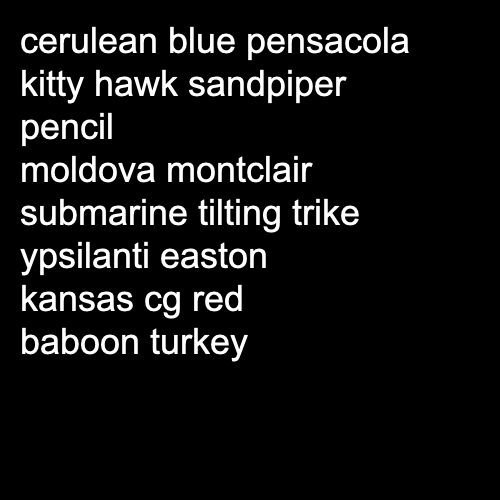 cerulean blue pensacola
kitty hawk sandpiper
pencil
moldova montclair
submarine tilting trike
ypsilanti easton
kansas cg red
baboon turkey